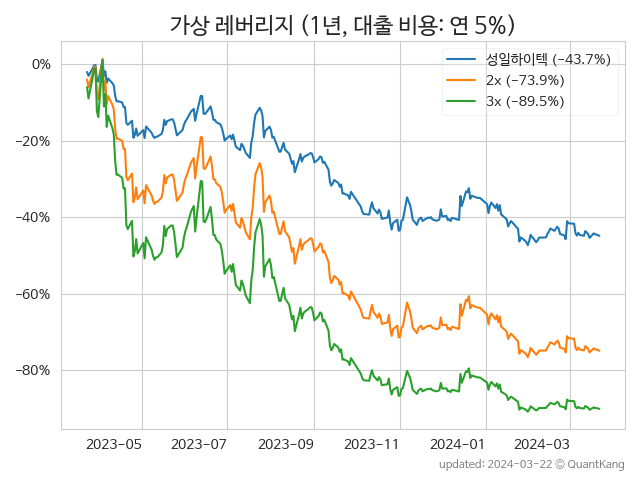 가상 레버리지 (1년, 대출 비용: 연 5%)
성일하이텍 (−43.7%)
2x (−73.9%)
3x (−89.5%)
0%
−20%
−40%
−60%
−80%
2023-05 2023-07 2023-09 2023-11 2024-01 2024-03
updated: 2024-03-22 © QuantKang